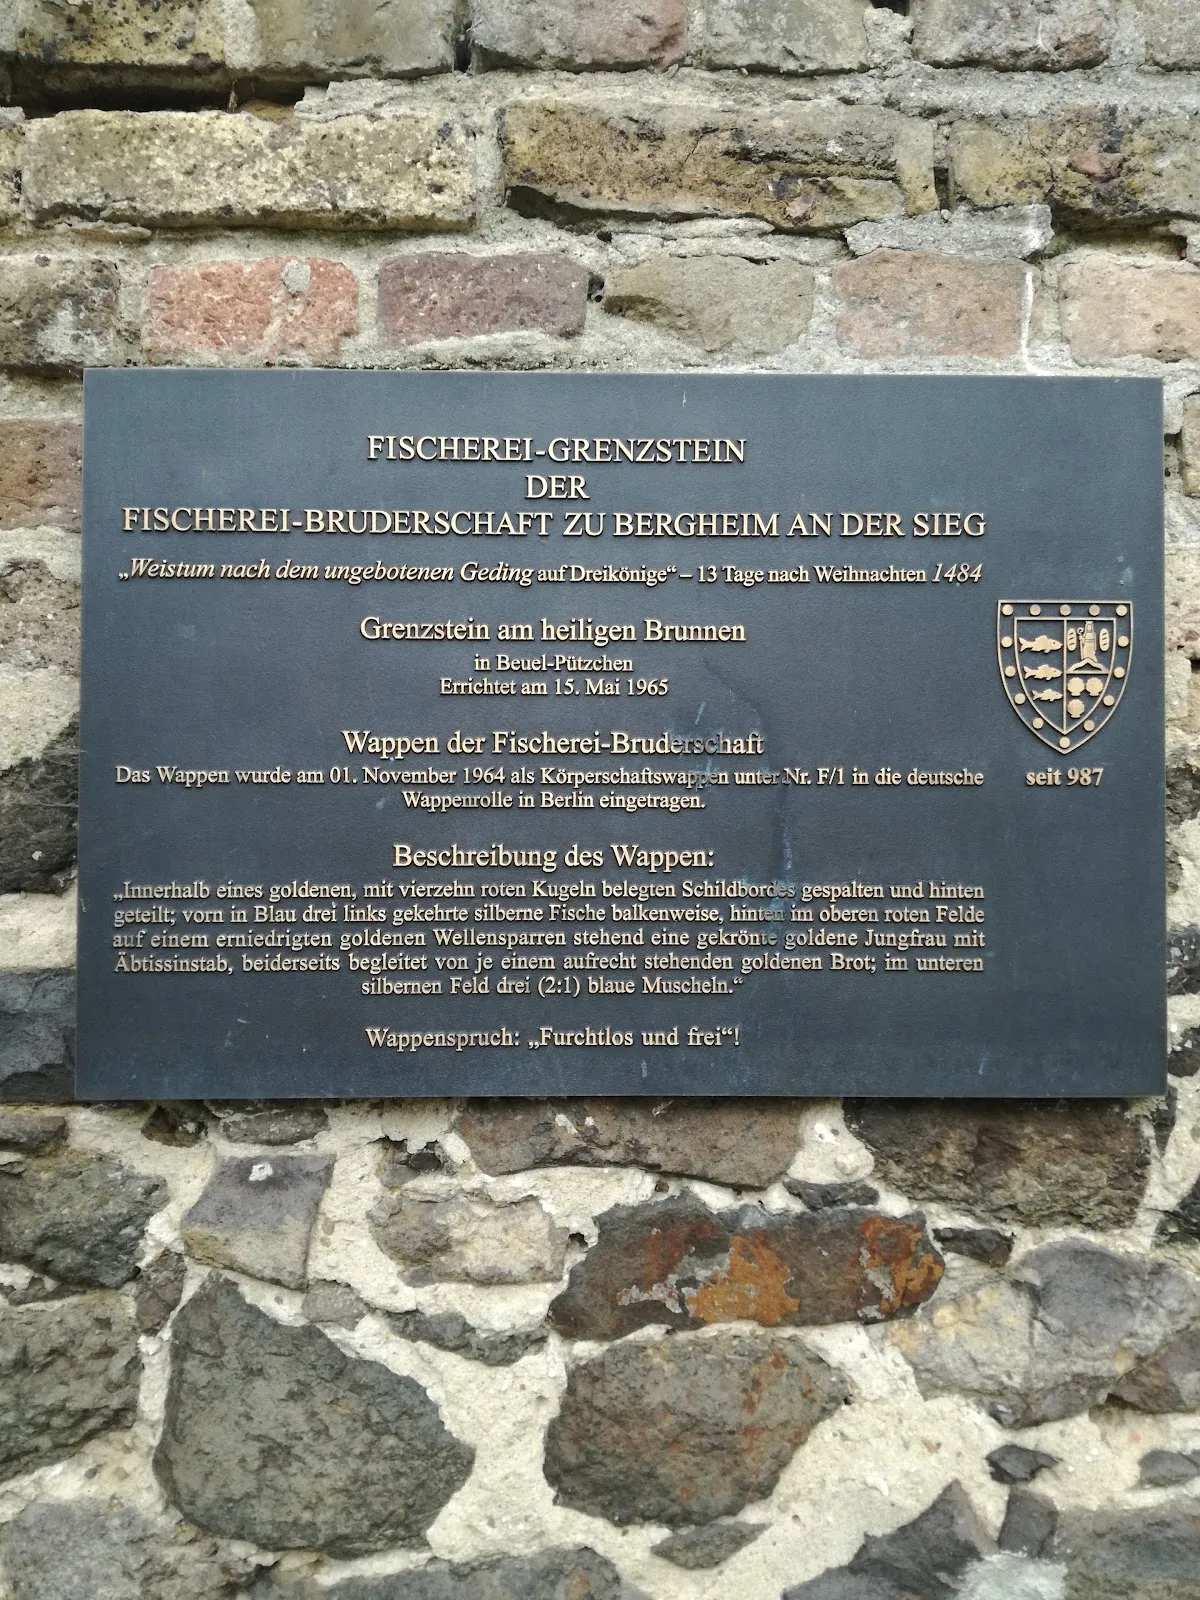 FISCHEREI-GRENZSTEIN
DER
FISCHEREI-BRUDERSCHAFT ZU BERGHEIM AN DER SIEG
„Weistum nach dem ungebotenen Geding auf Dreikönige“ – 13 Tage nach Weihnachten 1484
Grenzstein am heiligen Brunnen
in Beuel-Pützchen
Errichtet am 15. Mai 1965
Wappen der Fischerei-Bruderschaft
Das Wappen wurde am 01. November 1964 als Körperschaftswappen unter Nr. F/1 in die deutsche
Wappenrolle in Berlin eingetragen.
seit 987
Beschreibung des Wappen:
„Innerhalb eines goldenen, mit vierzehn roten Kugeln belegten Schildbordes gespalten und hinten
geteilt; vorn in Blau drei links gekehrte silberne Fische balkenweise, hinten im oberen roten Felde
auf einem erniedrigten goldenen Wellensparren stehend eine gekrönte goldene Jungfrau mit
Äbtissinstab, beiderseits begleitet von je einem aufrecht stehenden goldenen Brot; im unteren
silbernen Feld drei (2:1) blaue Muscheln.“
Wappenspruch: „Furchtlos und frei“!